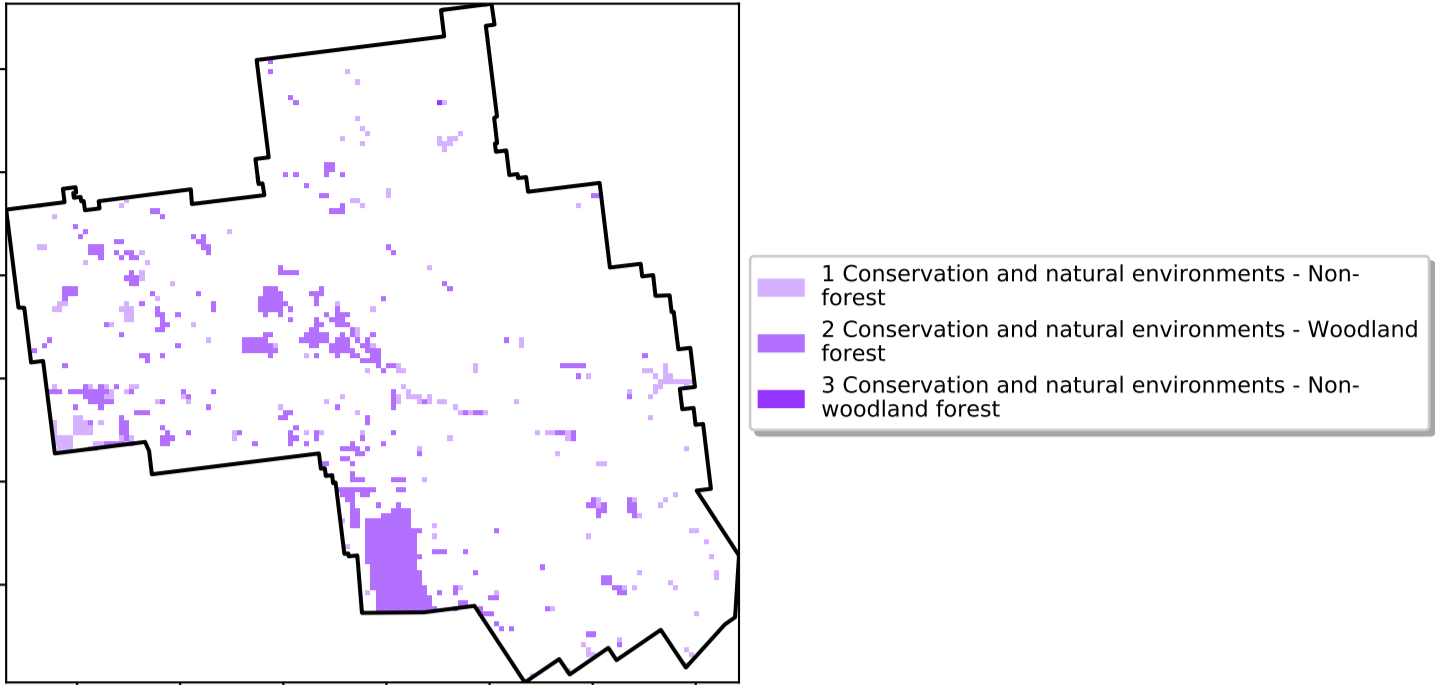 1 Conservation and natural environments - Non-
forest
2 Conservation and natural environments - Woodland
forest
3 Conservation and natural environments - Non-
woodland forest